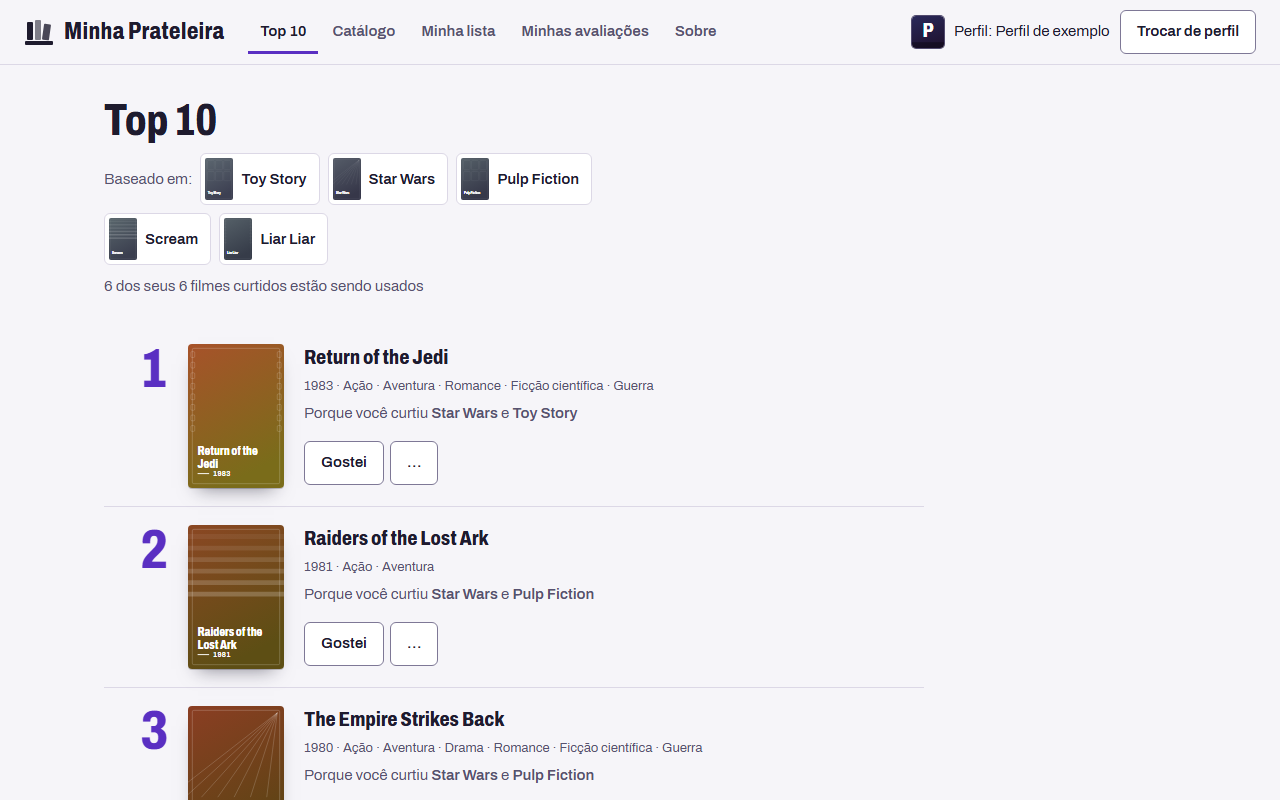 Minha Prateleira
Top 10
Catálogo
Minha lista
Minhas avaliações
Sobre
P
Perfil: Perfil de exemplo
Trocar de perfil
Top 10
Baseado em:
Toy Story
Star Wars
Pulp Fiction
Scream
Liar Liar
6 dos seus 6 filmes curtidos estão sendo usados
1
Return of the
Jedi
1983
Return of the Jedi
1983 · Ação · Aventura · Romance · Ficção científica · Guerra
Porque você curtiu Star Wars e Toy Story
Gostei
...
2
Raiders of the
Lost Ark
1981
Raiders of the Lost Ark
1981 · Ação · Aventura
Porque você curtiu Star Wars e Pulp Fiction
Gostei
...
3
The Empire Strikes Back
1980 · Ação · Aventura · Drama · Romance · Ficção científica · Guerra
Porque você curtiu Star Wars e Pulp Fiction